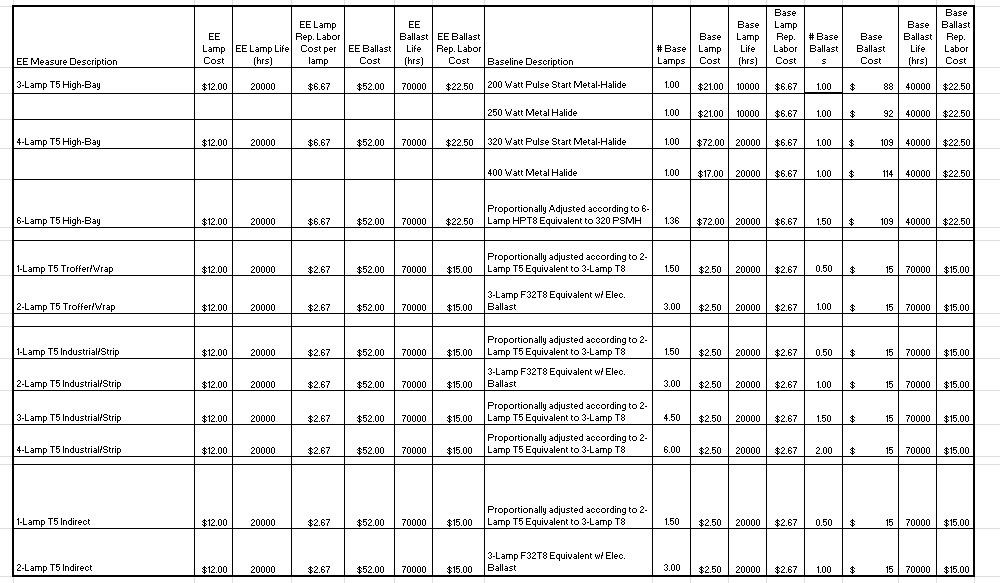 EE Measure Description | EE Lamp Cost | EE Lamp Life (hrs) | EE Lamp Rep. Labor Cost per lamp | EE Ballast Cost | EE Ballast Life (hrs) | EE Ballast Rep. Labor Cost | Baseline Description | # Base Lamps | Base Lamp Cost | Base Lamp Life (hrs) | Base Lamp Rep. Labor Cost | # Base Ballast s | Base Ballast Cost | Base Ballast Life (hrs) | Base Ballast Rep. Labor Cost
3-Lamp T5 High-Bay | $12.00 | 20000 | $6.67 | $52.00 | 70000 | $22.50 | 200 Watt Pulse Start Metal-Halide | 1.00 | $21.00 | 10000 | $6.67 | 1.00 | $ 88 | 40000 | $22.50
250 Watt Metal Halide | 1.00 | $21.00 | 10000 | $6.67 | 1.00 | $ 92 | 40000 | $22.50
4-Lamp T5 High-Bay | $12.00 | 20000 | $6.67 | $52.00 | 70000 | $22.50 | 320 Watt Pulse Start Metal-Halide | 1.00 | $72.00 | 20000 | $6.67 | 1.00 | $ 109 | 40000 | $22.50
400 Watt Metal Halide | 1.00 | $17.00 | 20000 | $6.67 | 1.00 | $ 114 | 40000 | $22.50
Proportionally Adjusted according to 6-
6-Lamp T5 High-Bay | $12.00 | 20000 | $6.67 | $52.00 | 70000 | $22.50 | Lamp HPT8 Equivalent to 320 PSMH | 1.36 | $72.00 | 20000 | $6.67 | 1.50 | $ 109 | 40000 | $22.50
Proportionally adjusted according to 2-
1-Lamp T5 Troffer/Wrap | $12.00 | 20000 | $2.67 | $52.00 | 70000 | $15.00 | Lamp T5 Equivalent to 3-Lamp T8 | 1.50 | $2.50 | 20000 | $2.67 | 0.50 | $ 15 | 70000 | $15.00
3-Lamp F32T8 Equivalent w/ Elec.
2-Lamp T5 Troffer/Wrap | $12.00 | 20000 | $2.67 | $52.00 | 70000 | $15.00 | Ballast | 3.00 | $2.50 | 20000 | $2.67 | 1.00 | $ 15 | 70000 | $15.00
Proportionally adjusted according to 2-
1-Lamp T5 Industrial/Strip | $12.00 | 20000 | $2.67 | $52.00 | 70000 | $15.00 | Lamp T5 Equivalent to 3-Lamp T8 | 1.50 | $2.50 | 20000 | $2.67 | 0.50 | $ 15 | 70000 | $15.00
3-Lamp F32T8 Equivalent w/ Elec.
2-Lamp T5 Industrial/Strip | $12.00 | 20000 | $2.67 | $52.00 | 70000 | $15.00 | Ballast | 3.00 | $2.50 | 20000 | $2.67 | 1.00 | $ 15 | 70000 | $15.00
Proportionally adjusted according to 2-
3-Lamp T5 Industrial/Strip | $12.00 | 20000 | $2.67 | $52.00 | 70000 | $15.00 | Lamp T5 Equivalent to 3-Lamp T8 | 4.50 | $2.50 | 20000 | $2.67 | 1.50 | $ 15 | 70000 | $15.00
Proportionally adjusted according to 2-
4-Lamp T5 Industrial/Strip | $12.00 | 20000 | $2.67 | $52.00 | 70000 | $15.00 | Lamp T5 Equivalent to 3-Lamp T8 | 6.00 | $2.50 | 20000 | $2.67 | 2.00 | $ 15 | 70000 | $15.00
Proportionally adjusted according to 2-
1-Lamp T5 Indirect | $12.00 | 20000 | $2.67 | $52.00 | 70000 | $15.00 | Lamp T5 Equivalent to 3-Lamp T8 | 1.50 | $2.50 | 20000 | $2.67 | 0.50 | $ 15 | 70000 | $15.00
3-Lamp F32T8 Equivalent w/ Elec.
2-Lamp T5 Indirect | $12.00 | 20000 | $2.67 | $52.00 | 70000 | $15.00 | Ballast | 3.00 | $2.50 | 20000 | $2.67 | 1.00 | $ 15 | 70000 | $15.00